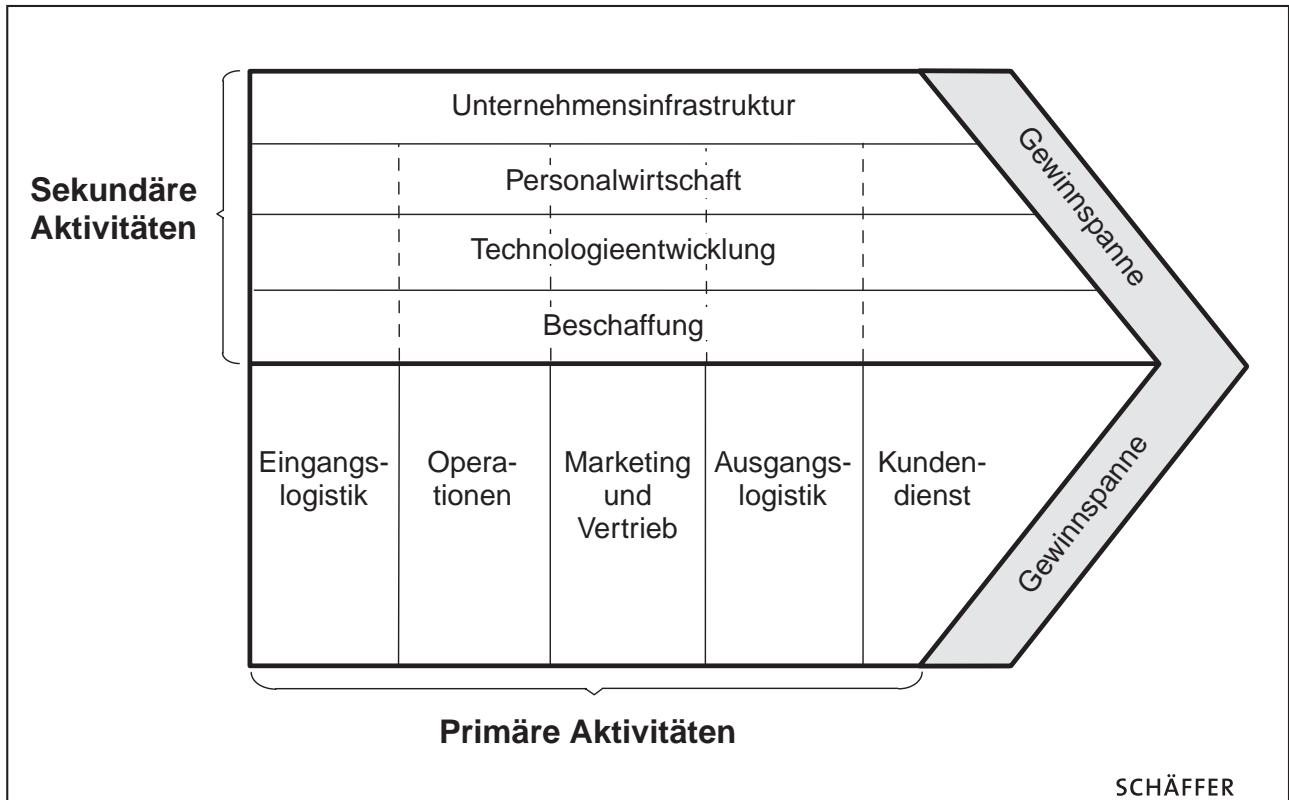 Unternehmensinfrastruktur
Gewinnspanne
Sekundäre
Aktivitäten
Personalwirtschaft
Technologieentwicklung
Beschaffung
Eingangs-
logistik
Opera-
tionen
Marketing
und
Vertrieb
Ausgangs-
logistik
Kunden-
dienst
Gewinnspanne
Primäre Aktivitäten
SCHÄFFER